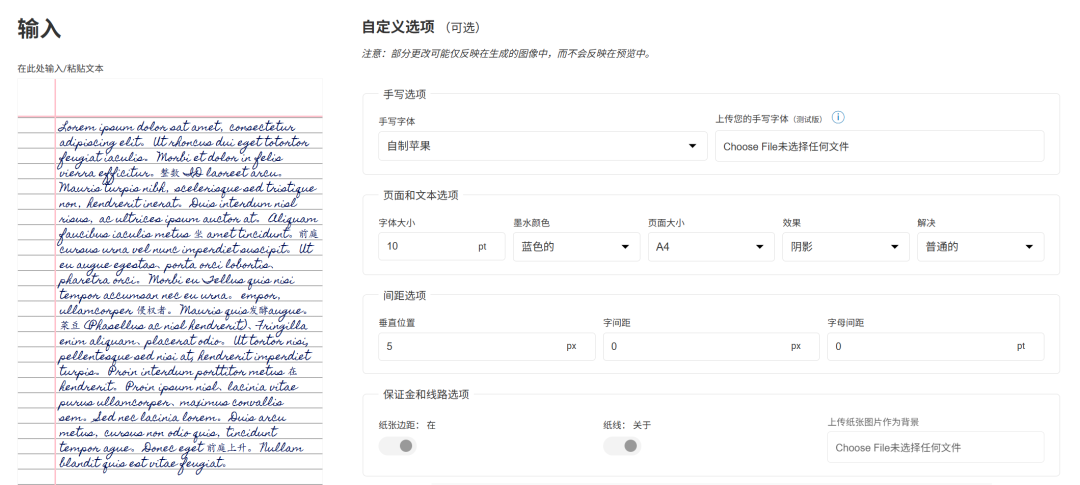 输入
在此处输入/粘贴文本
Lorem ipsum dolor sat amet, consectetur
adipiscing elit。 Ut rhoncus dui eget totortor
feugiat iaculis。 Morbi et dolor in felis
vierra efficitur。整数 ID laoreet arcu。
Mauris turpis nibh, scelerisque sed tristique
non, hendrerit inerat。 Duis interdum nisl
risus, ac ultrices ipsum auctor at。 Aliquam
faucibus iaculis metus 坐 amet tincidunt。前庭
cursus urna vel nunc imperdiet suscipit。 Ut
eu augue egestas、porta orci lobortis、
pharetra orci。 Morbi eu Tellus quis nisi
tempor accumsan nec eu urna。 empor,
ullamcorper 侵权者。 Mauris quis发酵augue。
菜豆 (Phasellus ac nisl hendrerit)、Fringilla
enim aliquam、placerat odio。 Ut tortor nisi,
pellentesque sed nisi at, hendrerit imperdiet
turpis。 Proin interdum porttitor metus 在
hendrerit。 Proin ipsum nisl、lacinia vitae
purus ullamcorper、maximus convallis
sem。 Sed nec lacinia lorem。 Duis arcu
metus, cursus non odio quis, tincidunt
tempor ague。 Donec eget 前庭上升。 Nullam
blandit quis est vitae feugiat。
自定义选项 （可选）
注意：部分更改可能仅反映在生成的图像中，而不会反映在预览中。
手写选项
手写字体
上传您的手写字体（测试版） i
自制苹果
Choose File未选择任何文件
页面和文本选项
字体大小 墨水颜色 页面大小 效果 解决
10 pt 蓝色的 A4 阴影 普通的
间距选项
垂直位置 字间距 字母间距
5 px 0 px 0 pt
保证金和线路选项
纸张边距： 在 纸线： 关于 上传纸张图片作为背景
Choose File未选择任何文件